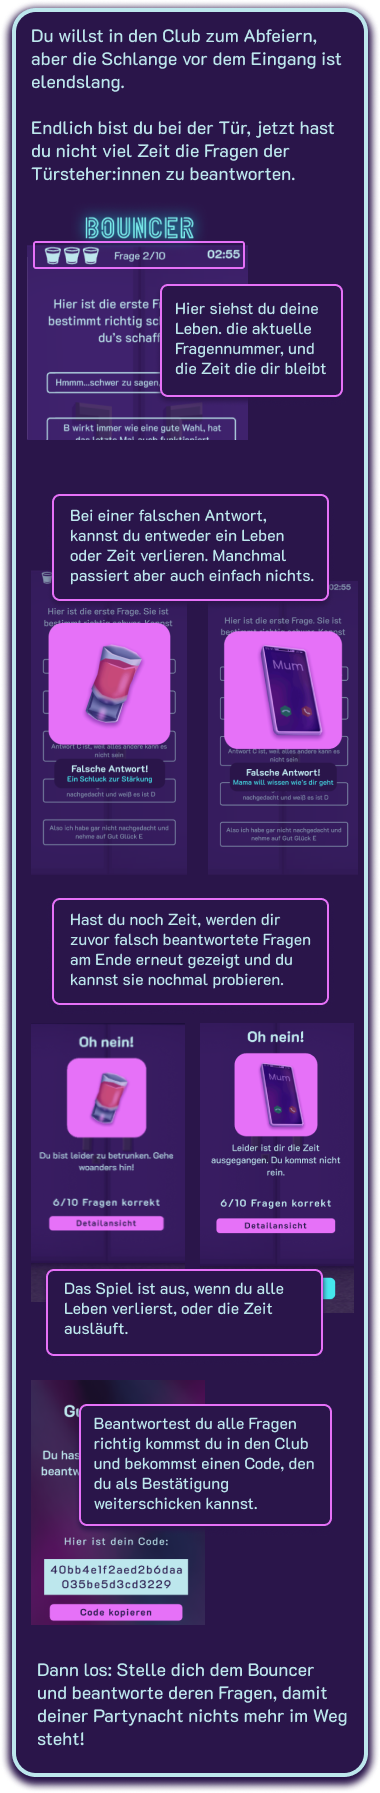 Du willst in den Club zum Abfeiern,
aber die Schlange vor dem Eingang ist
elendslang.
Endlich bist du bei der Tür, jetzt hast
du nicht viel Zeit die Fragen der
Türsteher:innen zu beantworten.
BOUNCER
Frage 2/10
02:55
Hier ist die erste
bestimmt richtig
du's
Hmmm...schwer zu sagen.
B wirkt immer wie eine gute Wahl, hat
das letzte Mal auch funktioniert
Hier siehst du deine
Leben. die aktuelle
Fragennummer, und
die Zeit die dir bleibt
Bei einer falschen Antwort,
kannst du entweder ein Leben
oder Zeit verlieren. Manchmal
passiert aber auch einfach nichts.
02:55
Hier ist die erste Frage. Sie ist
bestimmt richtig schwer. Kannst
Antwort C ist, weil alles andere kann es
nicht sein
Falsche Antwort!
Ein Schluck zur Stärkung
nachgedacht und weiß es ist D
Also ich habe gar nicht nachgedacht und
nehme auf Gut Glück E
Hier ist die erste Frage. Sie ist
bestimmt richtig schwer. Kannst
Mum
Antwort C ist, weil alles andere kann es
nicht sein
Falsche Antwort!
Mama will wissen wie's dir geht
nachgedacht und weiß es ist D
Also ich habe gar nicht nachgedacht und
nehme auf Gut Glück E
Hast du noch Zeit, werden dir
zuvor falsch beantwortete Fragen
am Ende erneut gezeigt und du
kannst sie nochmal probieren.
Oh nein!
Du bist leider zu betrunken. Gehe
woanders hin!
6/10 Fragen korrekt
Detailansicht
Oh nein!
Mum
Leider ist dir die Zeit
ausgegangen. Du kommst nicht
rein.
6/10 Fragen korrekt
Detailansicht
Das Spiel ist aus, wenn du alle
Leben verlierst, oder die Zeit
ausläuft.
Du
Beantwortest du alle Fragen
richtig kommst du in den Club
und bekommst einen Code, den
du als Bestätigung
weiterschicken kannst.
Hier ist dein Code:
40bb4e1f2aed2b6daa
035be5d3cd3229
Code kopieren
Dann los: Stelle dich dem Bouncer
und beantworte deren Fragen, damit
deiner Partynacht nichts mehr im Weg
steht!